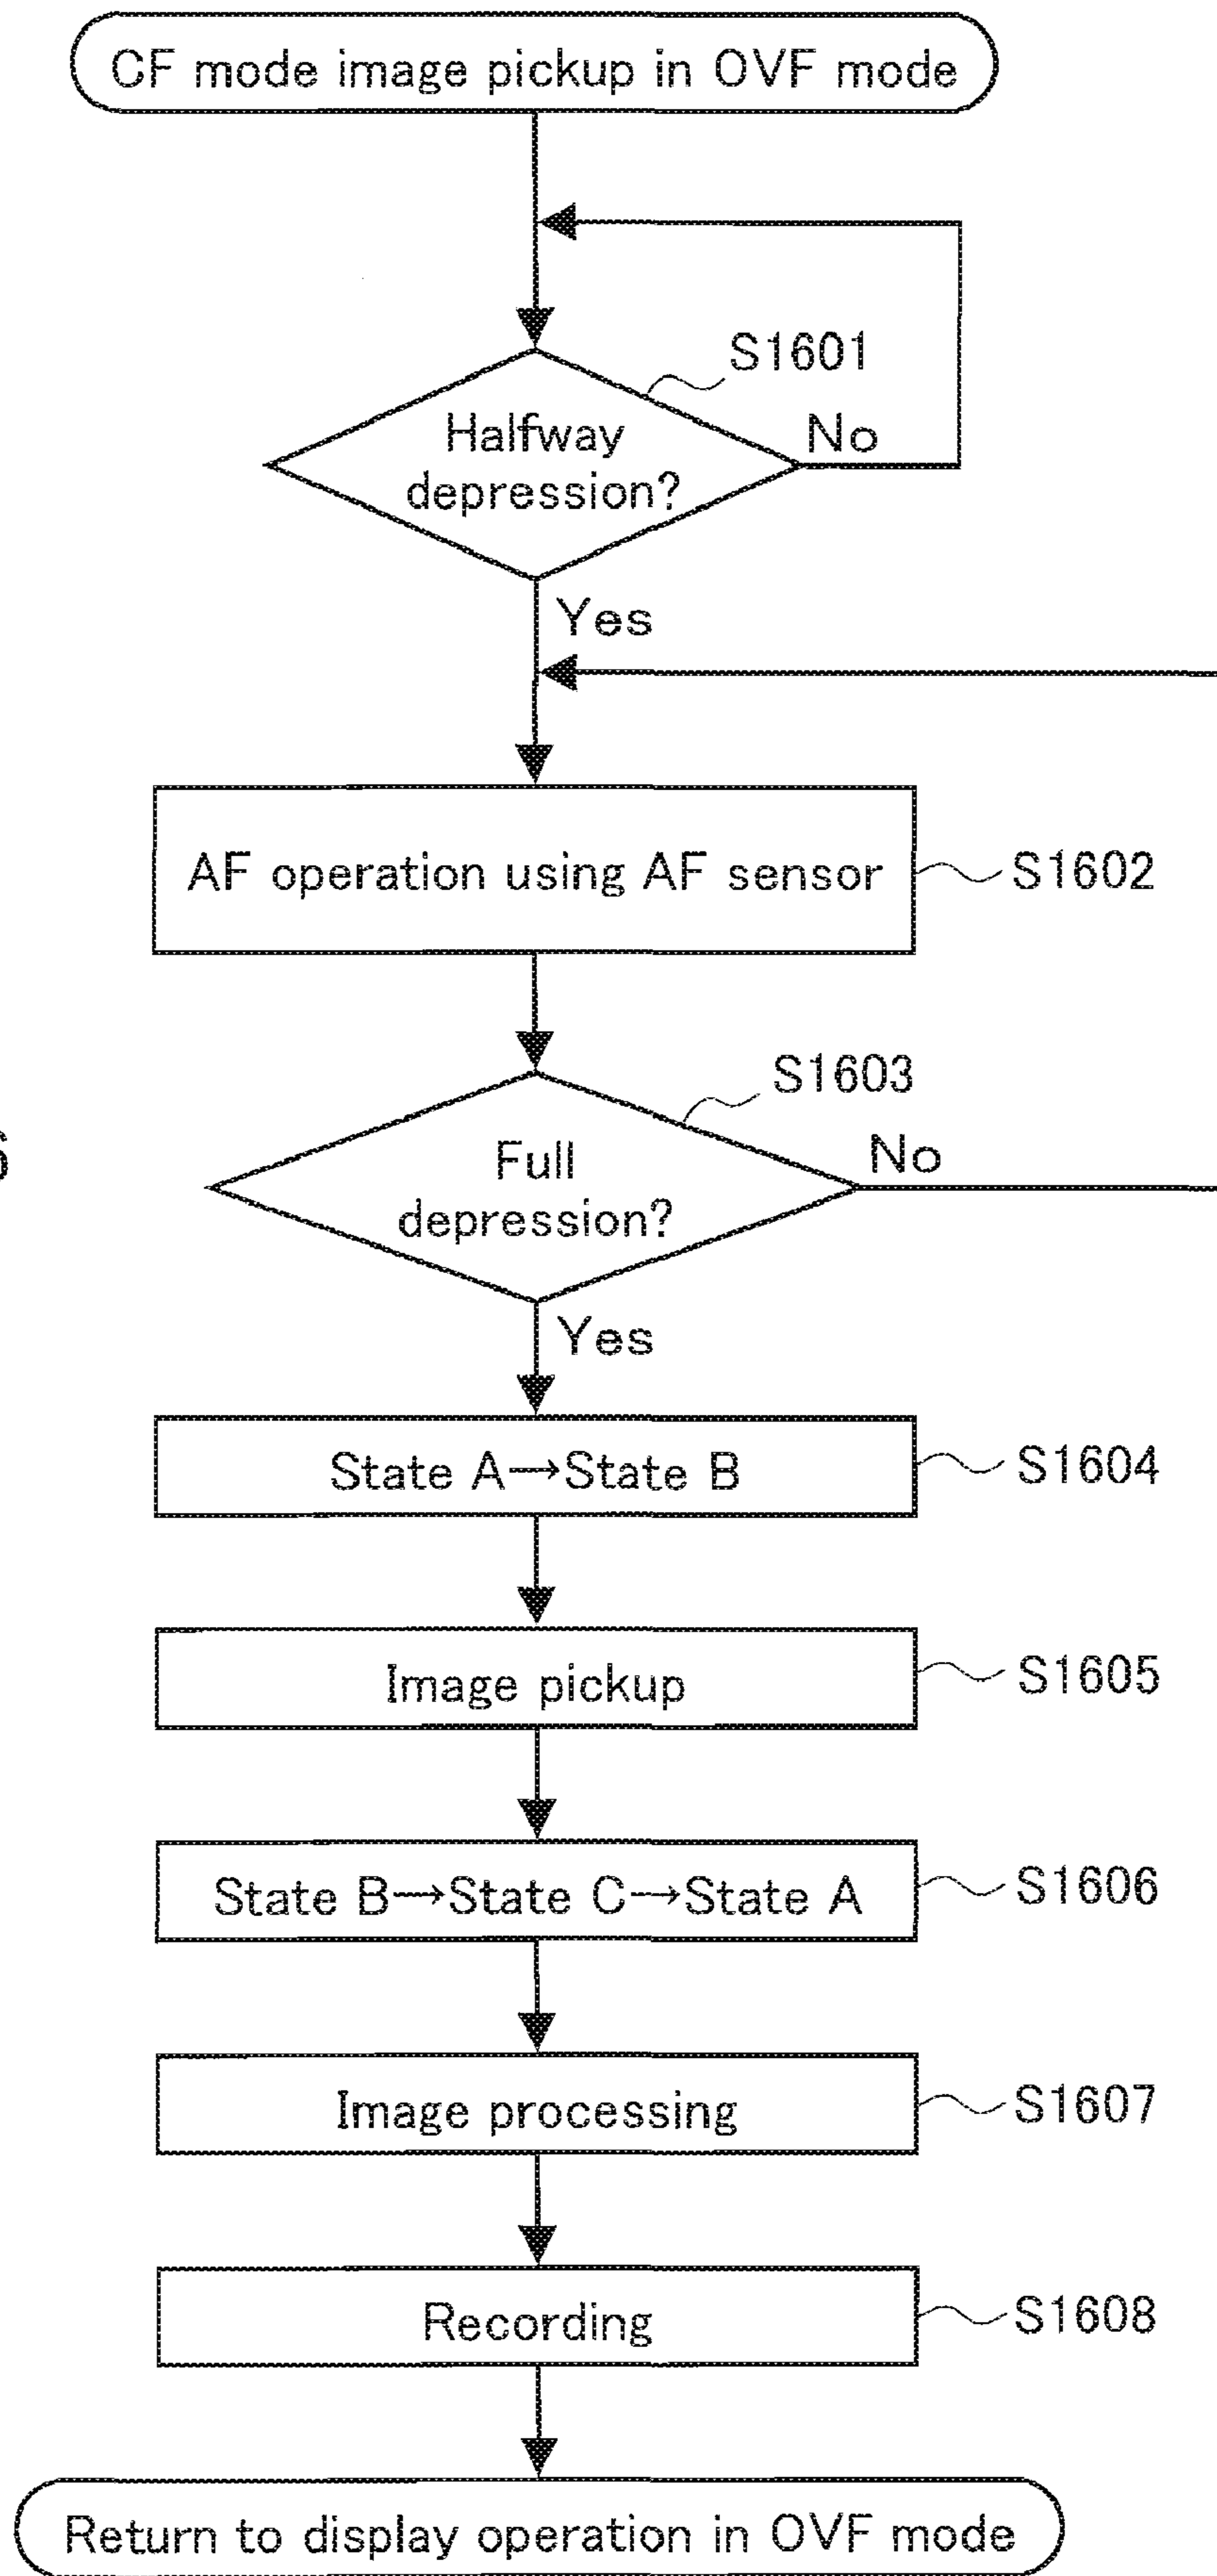 CF mode image pickup in OVF mode
S1601
Halfway
depression?
No
Yes
AF operation using AF sensor
S1602
S1603
Full
depression?
No
Yes
State A→State B
S1604
Image pickup
S1605
State B→State C→State A
S1606
Image processing
S1607
Recording
S1608
Return to display operation in OVF mode